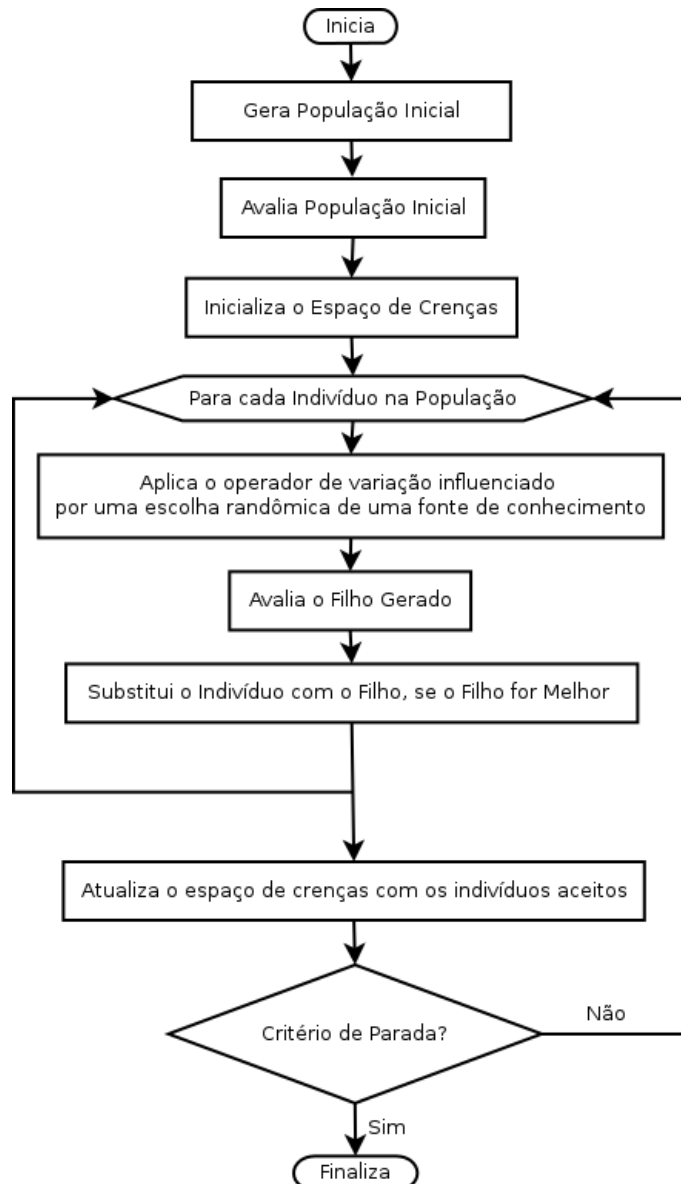 Inicia
Gera População Inicial
Avalia População Inicial
Inicializa o Espaço de Crenças
Para cada Indivíduo na População
Aplica o operador de variação influenciado
por uma escolha randômica de uma fonte de conhecimento
Avalia o Filho Gerado
Substitui o Indivíduo com o Filho, se o Filho for Melhor
Atualiza o espaço de crenças com os indivíduos aceitos
Critério de Parada?
Não
Sim
Finaliza